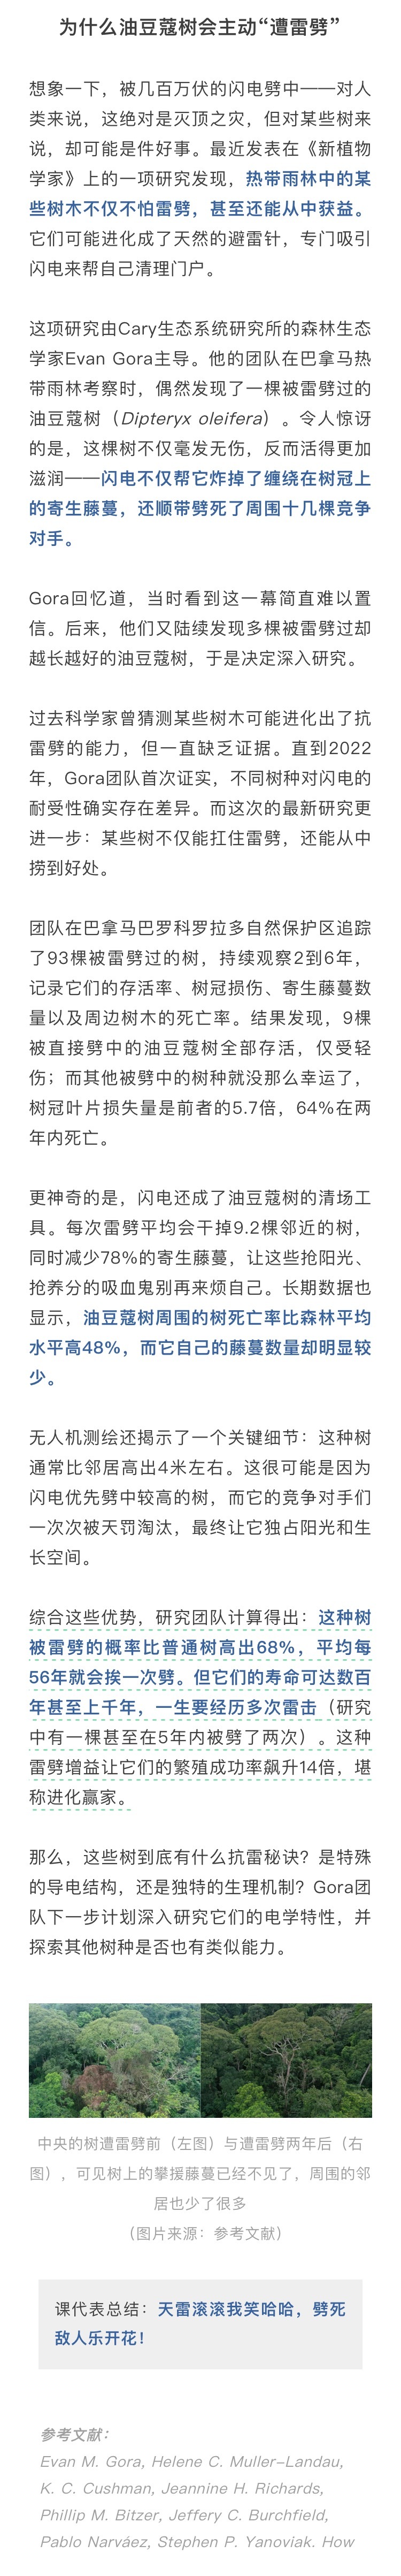 为什么油豆蔻树会主动“遭雷劈”
想象一下，被几百万伏的闪电劈中——对人
类来说，这绝对是灭顶之灾，但对某些树来
说，却可能是件好事。最近发表在《新植物
学家》上的一项研究发现，热带雨林中的某
些树木不仅不怕雷劈，甚至还能从中获益。
它们可能进化成了天然的避雷针，专门吸引
闪电来帮自己清理门户。
这项研究由Cary生态系统研究所的森林生态
学家Evan Gora主导。他的团队在巴拿马热
带雨林考察时，偶然发现了一棵被雷劈过的
油豆蔻树（Dipteryx oleifera）。令人惊讶
的是，这棵树不仅毫发无伤，反而活得更加
滋润——闪电不仅帮它炸掉了缠绕在树冠上
的寄生藤蔓，还顺带劈死了周围十几棵竞争
对手。
Gora回忆道，当时看到这一幕简直难以置
信。后来，他们又陆续发现多棵被雷劈过却
越长越好的油豆蔻树，于是决定深入研究。
过去科学家曾猜测某些树木可能进化出了抗
雷劈的能力，但一直缺乏证据。直到2022
年，Gora团队首次证实，不同树种对闪电的
耐受性确实存在差异。而这次的最新研究更
进一步：某些树不仅能扛住雷劈，还能从中
捞到好处。
团队在巴拿马巴罗科罗拉多自然保护区追踪
了93棵被雷劈过的树，持续观察2到6年，
记录它们的存活率、树冠损伤、寄生藤蔓数
量以及周边树木的死亡率。结果发现，9棵
被直接劈中的油豆蔻树全部存活，仅受轻
伤；而其他被劈中的树种就没那么幸运了，
树冠叶片损失量是前者的5.7倍，64%在两
年内死亡。
更神奇的是，闪电还成了油豆蔻树的清场工
具。每次雷劈平均会干掉9.2棵邻近的树，
同时减少78%的寄生藤蔓，让这些抢阳光、
抢养分的吸血鬼别再来烦自己。长期数据也
显示，油豆蔻树周围的树死亡率比森林平均
水平高48%，而它自己的藤蔓数量却明显较
少。
无人机测绘还揭示了一个关键细节：这种树
通常比邻居高出4米左右。这很可能是因为
闪电优先劈中较高的树，而它的竞争对手们
一次次被天罚淘汰，最终让它独占阳光和生
长空间。
综合这些优势，研究团队计算得出：这种树
被雷劈的概率比普通树高出68%，平均每
56年就会挨一次劈。但它们的寿命可达数百
年甚至上千年，一生要经历多次雷击（研究
中有一棵甚至在5年内被劈了两次）。这种
雷劈增益让它们的繁殖成功率飙升14倍，堪
称进化赢家。
那么，这些树到底有什么抗雷秘诀？是特殊
的导电结构，还是独特的生理机制？Gora团
队下一步计划深入研究它们的电学特性，并
探索其他树种是否也有类似能力。
中央的树遭雷劈前（左图）与遭雷劈两年后（右
图），可见树上的攀援藤蔓已经不见了，周围的邻
居也少了很多
（图片来源：参考文献）
课代表总结：天雷滚滚我笑哈哈，劈死
敌人乐开花！
参考文献：
Evan M. Gora, Helene C. Muller–Landau,
K. C. Cushman, Jeannine H. Richards,
Phillip M. Bitzer, Jeffery C. Burchfield,
Pablo Narváez, Stephen P. Yanoviak. How